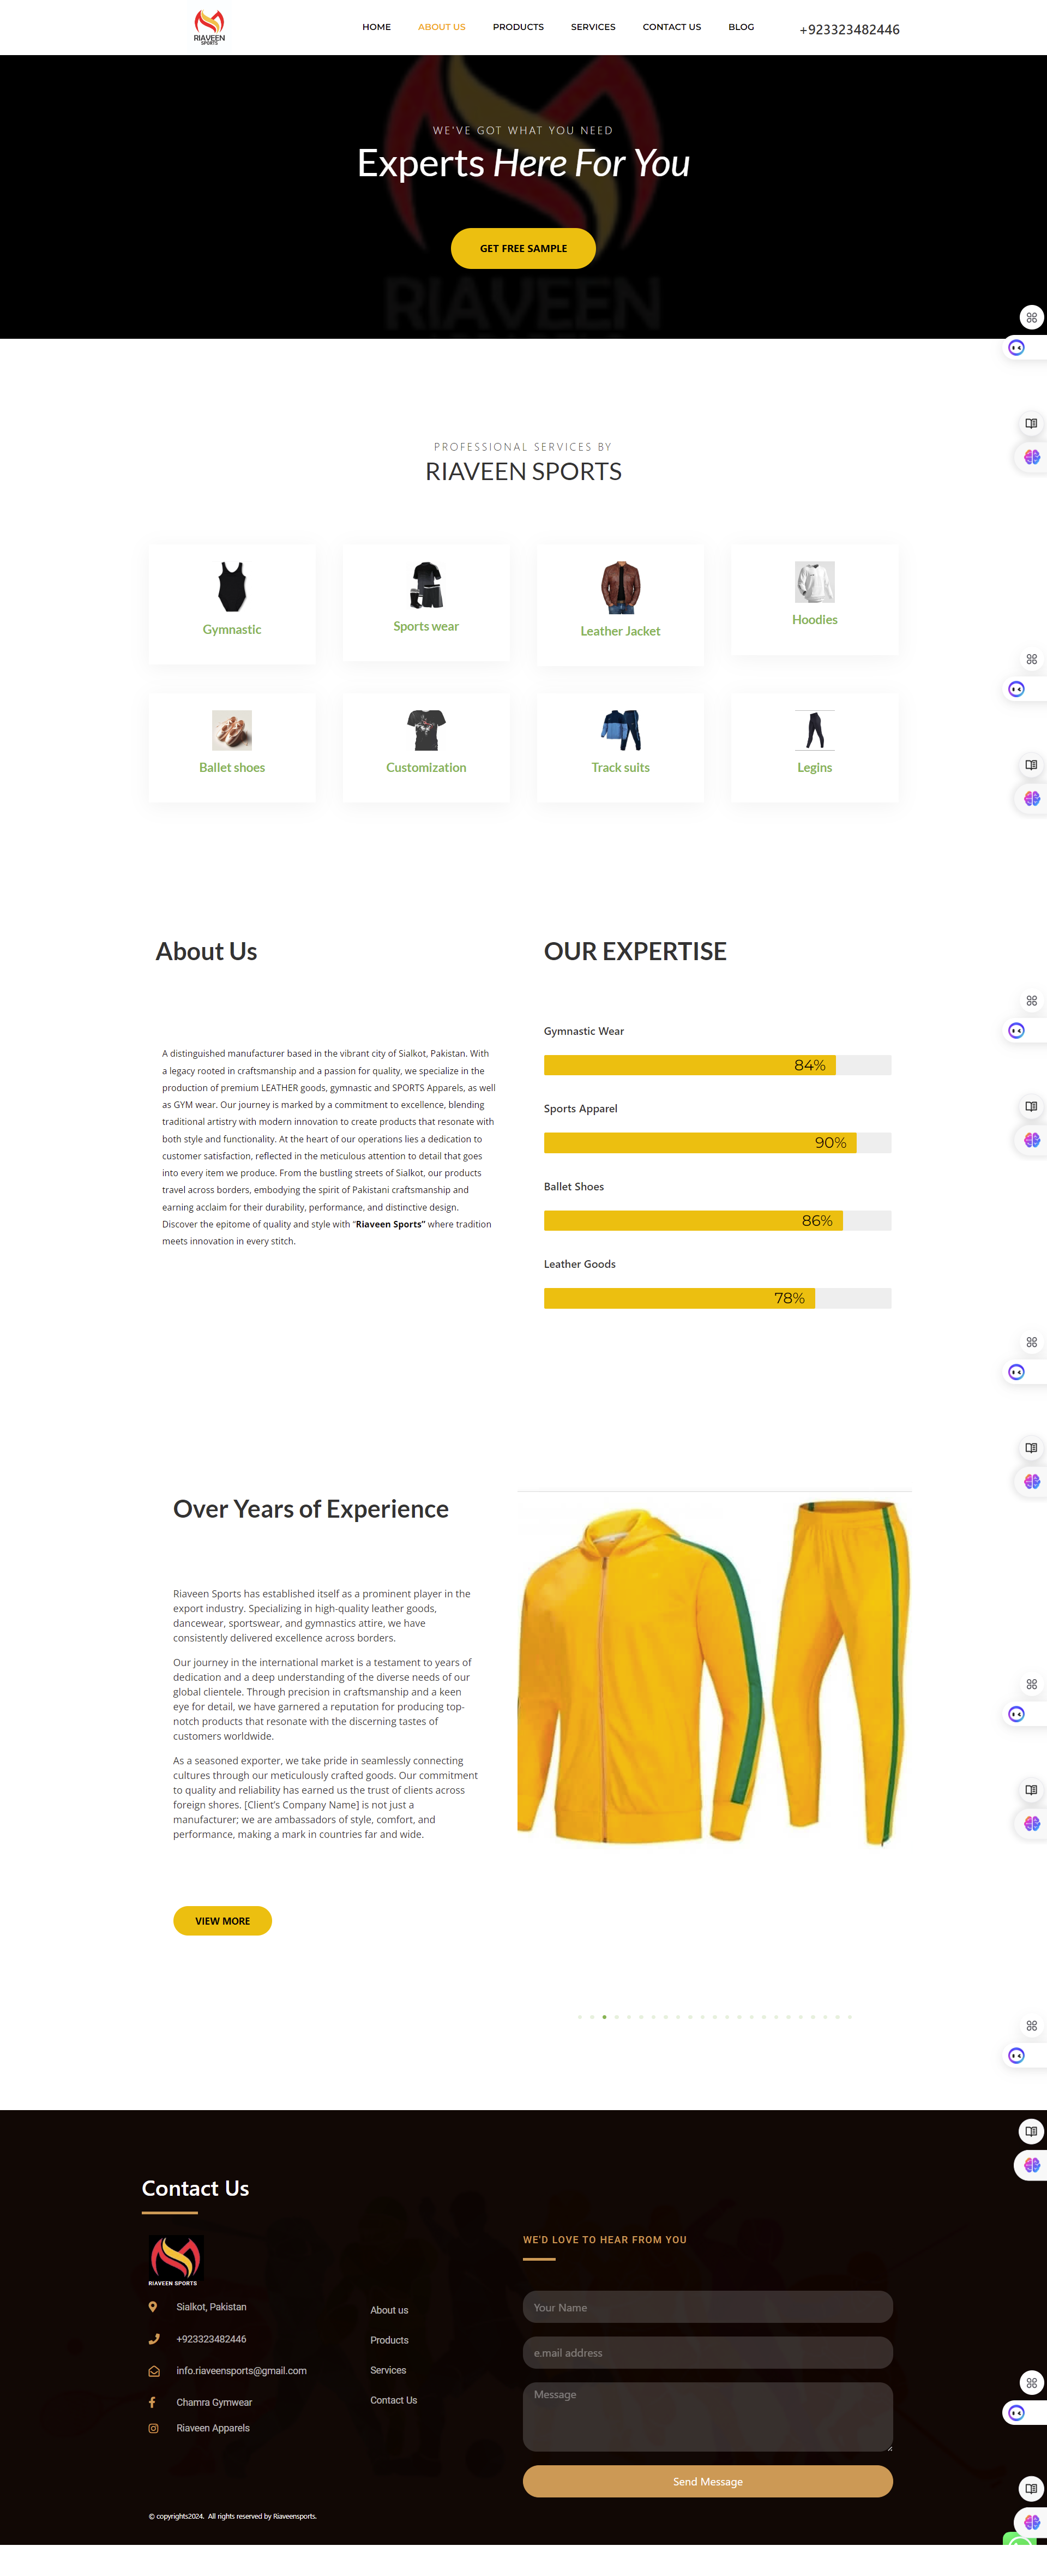 RIAVEEN
SPORTS
HOME
ABOUT US
PRODUCTS
SERVICES
CONTACT US
BLOG
+923323482446
WE'VE GOT WHAT YOU NEED
Experts Here For You
GET FREE SAMPLE
RIAVEEN
PROFESSIONAL SERVICES BY
RIAVEEN SPORTS
Gymnastic
Sports wear
Leather Jacket
Hoodies
Ballet shoes
Customization
Track suits
Legins
About Us
A distinguished manufacturer based in the vibrant city of Sialkot, Pakistan. With
a legacy rooted in craftsmanship and a passion for quality, we specialize in the
production of premium LEATHER goods, gymnastic and SPORTS Apparels, as well
as GYM wear. Our journey is marked by a commitment to excellence, blending
traditional artistry with modern innovation to create products that resonate with
both style and functionality. At the heart of our operations lies a dedication to
customer satisfaction, reflected in the meticulous attention to detail that goes
into every item we produce. From the bustling streets of Sialkot, our products
travel across borders, embodying the spirit of Pakistani craftsmanship and
earning acclaim for their durability, performance, and distinctive design.
Discover the epitome of quality and style with “Riaveen Sports” where tradition
meets innovation in every stitch.
OUR EXPERTISE
Gymnastic Wear
84%
Sports Apparel
90%
Ballet Shoes
86%
Leather Goods
78%
Over Years of Experience
Riaveen Sports has established itself as a prominent player in the
export industry. Specializing in high-quality leather goods,
dancewear, sportswear, and gymnastics attire, we have
consistently delivered excellence across borders.
Our journey in the international market is a testament to years of
dedication and a deep understanding of the diverse needs of our
global clientele. Through precision in craftsmanship and a keen
eye for detail, we have garnered a reputation for producing top-
notch products that resonate with the discerning tastes of
customers worldwide.
As a seasoned exporter, we take pride in seamlessly connecting
cultures through our meticulously crafted goods. Our commitment
to quality and reliability has earned us the trust of clients across
foreign shores. [Client’s Company Name] is not just a
manufacturer; we are ambassadors of style, comfort, and
performance, making a mark in countries far and wide.
VIEW MORE
Contact Us
RIAVEEN SPORTS
Sialkot, Pakistan
+923323482446
info.riaveensports@gmail.com
Chamra Gymwear
Riaveen Apparels
About us
Products
Services
Contact Us
WE'D LOVE TO HEAR FROM YOU
Your Name
e.mail address
Message
Send Message
© copyrights2024. All rights reserved by Riaveensports.